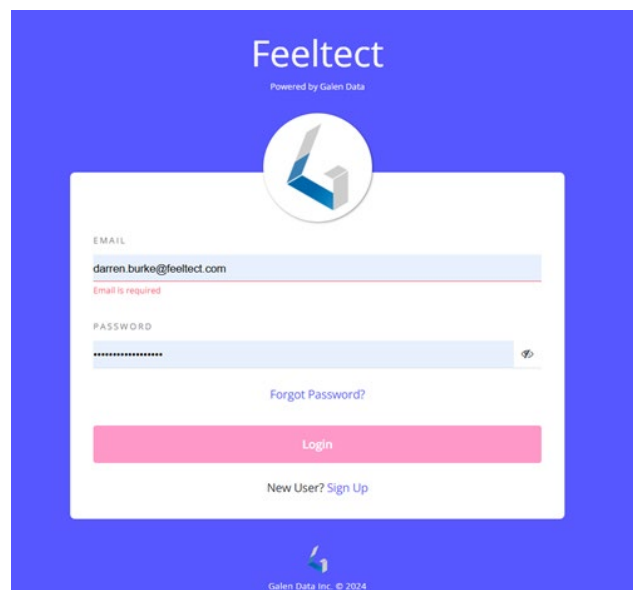 Feeltect
Powered by Galen Data
EMAIL
darren.burke@feeltect.com
Email is required
PASSWORD
••••••••••••••••••
Forgot Password?
Login
New User? Sign Up
Galen Data Inc. © 2024